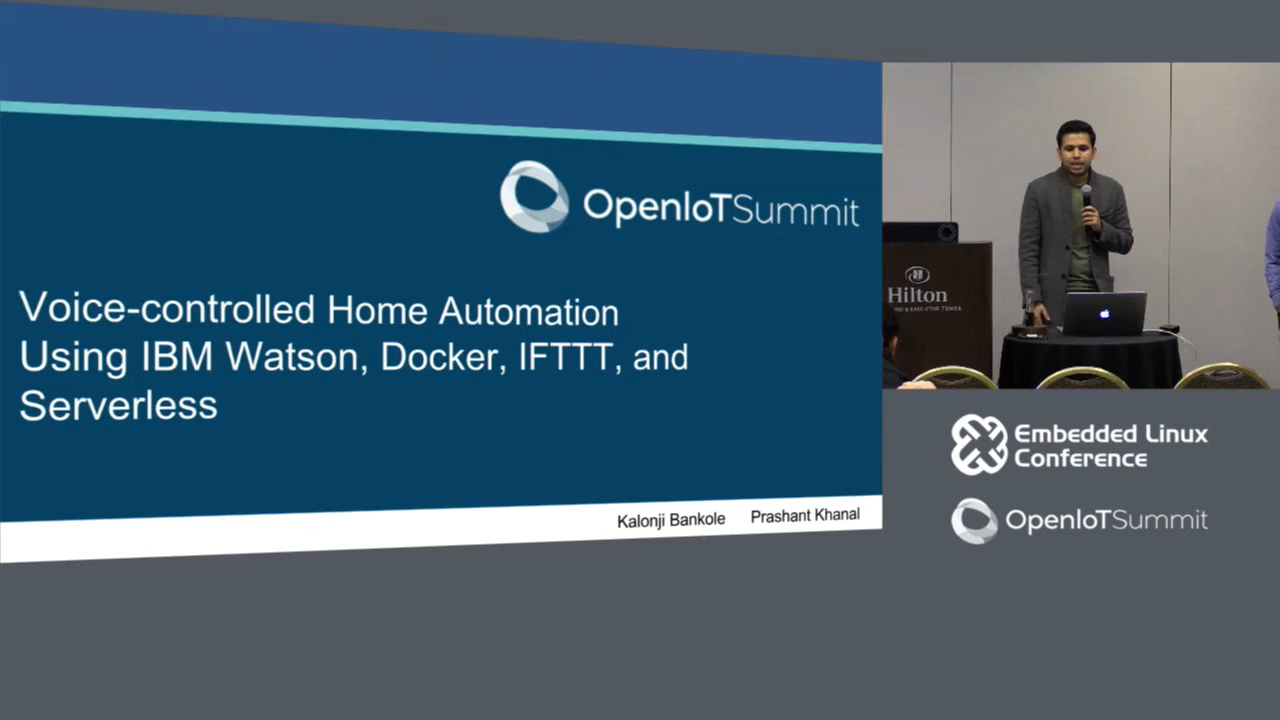 OpenIoTSummit
Voice-controlled Home Automation
Using IBM Watson, Docker, IFTTT, and
Serverless
Kalonji Bankole Prashant Khanal
Hilton
Embedded Linux
Conference
OpenIoTSummit